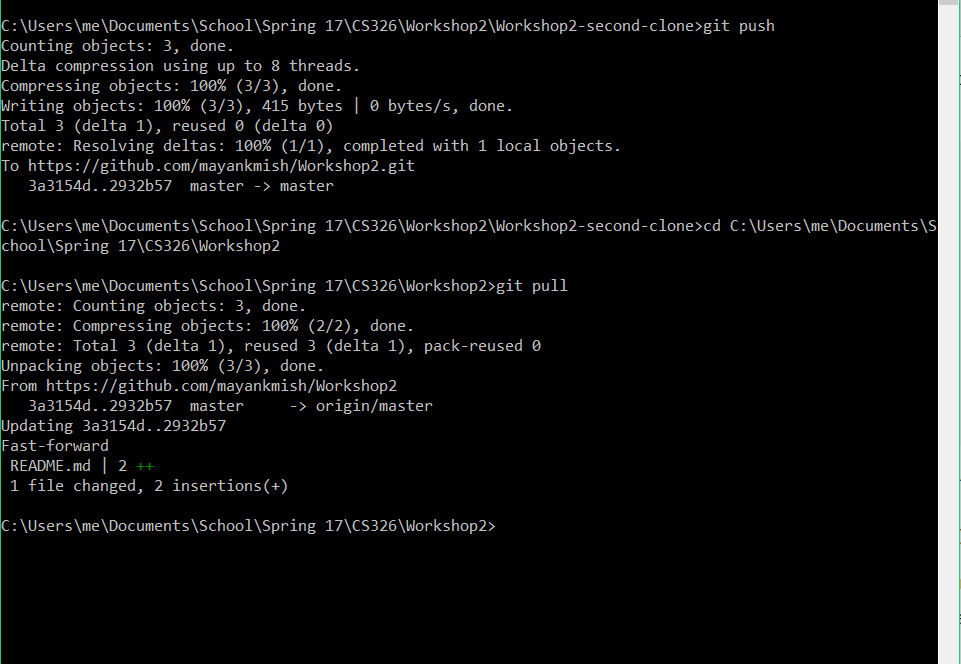 C:\Users\me\Documents\School\Spring 17\CS326\Workshop2\Workshop2-second-clone>git push
Counting objects: 3, done.
Delta compression using up to 8 threads.
Compressing objects: 100% (3/3), done.
Writing objects: 100% (3/3), 415 bytes | 0 bytes/s, done.
Total 3 (delta 1), reused 0 (delta 0)
remote: Resolving deltas: 100% (1/1), completed with 1 local objects.
To https://github.com/mayankmish/Workshop2.git
   3a3154d..2932b57  master -> master
C:\Users\me\Documents\School\Spring 17\CS326\Workshop2\Workshop2-second-clone>cd C:\Users\me\Documents\S
chool\Spring 17\CS326\Workshop2
C:\Users\me\Documents\School\Spring 17\CS326\Workshop2>git pull
remote: Counting objects: 3, done.
remote: Compressing objects: 100% (2/2), done.
remote: Total 3 (delta 1), reused 3 (delta 1), pack-reused 0
Unpacking objects: 100% (3/3), done.
From https://github.com/mayankmish/Workshop2
   3a3154d..2932b57  master     -> origin/master
Updating 3a3154d..2932b57
Fast-forward
 README.md | 2 ++
 1 file changed, 2 insertions(+)
C:\Users\me\Documents\School\Spring 17\CS326\Workshop2>